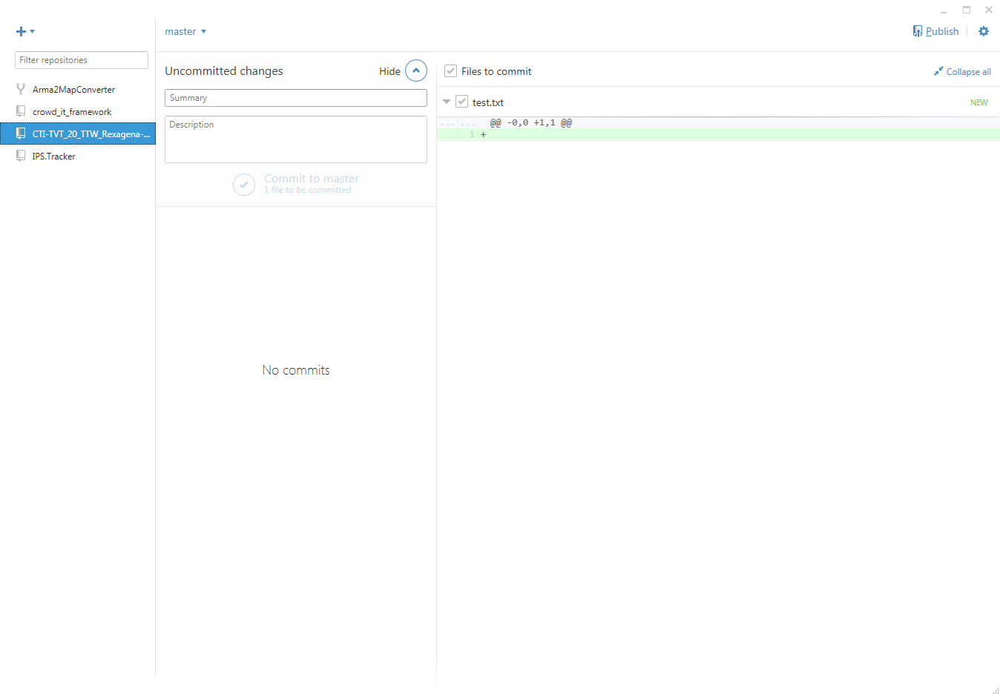 master
Publish
Filter repositories
Arma2MapConverter
crowd_it_framework
CTI-TVT_20_TTW_Rexagena-...
IPS.Tracker
Uncommitted changes
Hide
Summary
Description
Commit to master
1 file to be committed
No commits
Files to commit
Collapse all
test.txt
NEW
... ... @@ -0,0 +1,1 @@
1 +